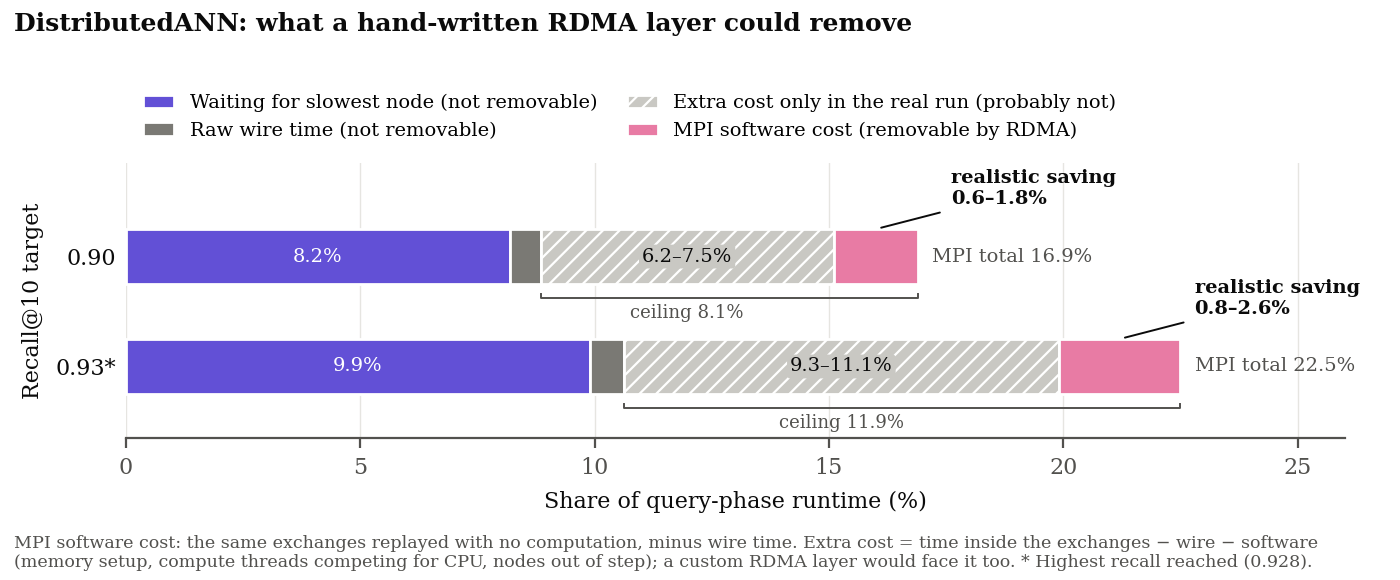 DistributedANN: what a hand-written RDMA layer could remove
Waiting for slowest node (not removable)
Extra cost only in the real run (probably not)
Raw wire time (not removable)
MPI software cost (removable by RDMA)
realistic saving
0.6–1.8%
0.90
8.2%
6.2–7.5%
MPI total 16.9%
ceiling 8.1%
realistic saving
0.8–2.6%
0.93*
9.9%
9.3–11.1%
MPI total 22.5%
ceiling 11.9%
Recall@10 target
0 5 10 15 20 25
Share of query-phase runtime (%)
MPI software cost: the same exchanges replayed with no computation, minus wire time. Extra cost = time inside the exchanges − wire − software
(memory setup, compute threads competing for CPU, nodes out of step); a custom RDMA layer would face it too. * Highest recall reached (0.928).